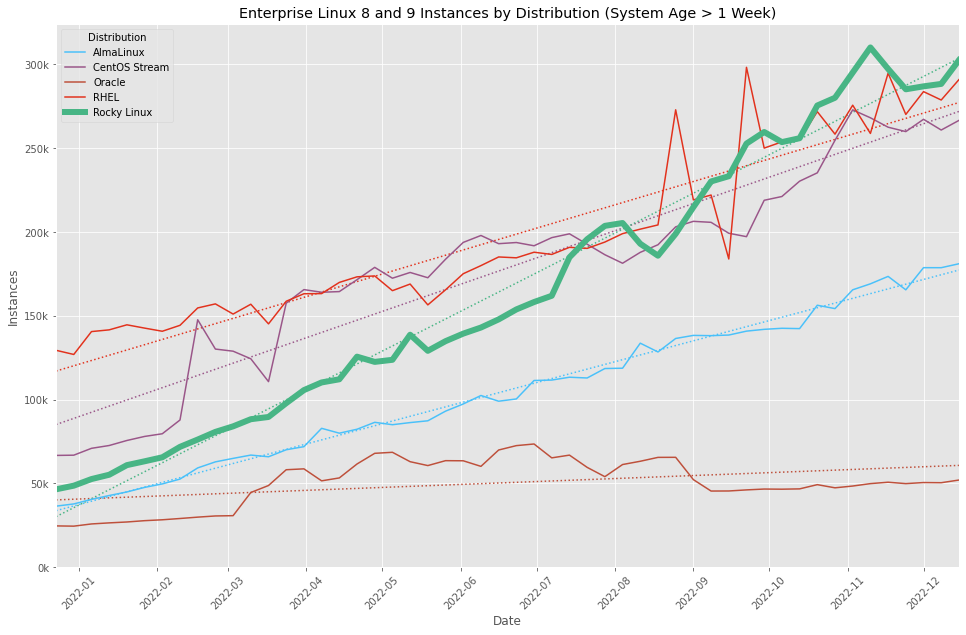 Enterprise Linux 8 and 9 Instances by Distribution (System Age > 1 Week)
Distribution
AlmaLinux
CentOS Stream
Oracle
RHEL
Rocky Linux
300k
250k
200k
150k
100k
50k
0k
Instances
2022-01
2022-02
2022-03
2022-04
2022-05
2022-06
2022-07
2022-08
2022-09
2022-10
2022-11
2022-12
Date